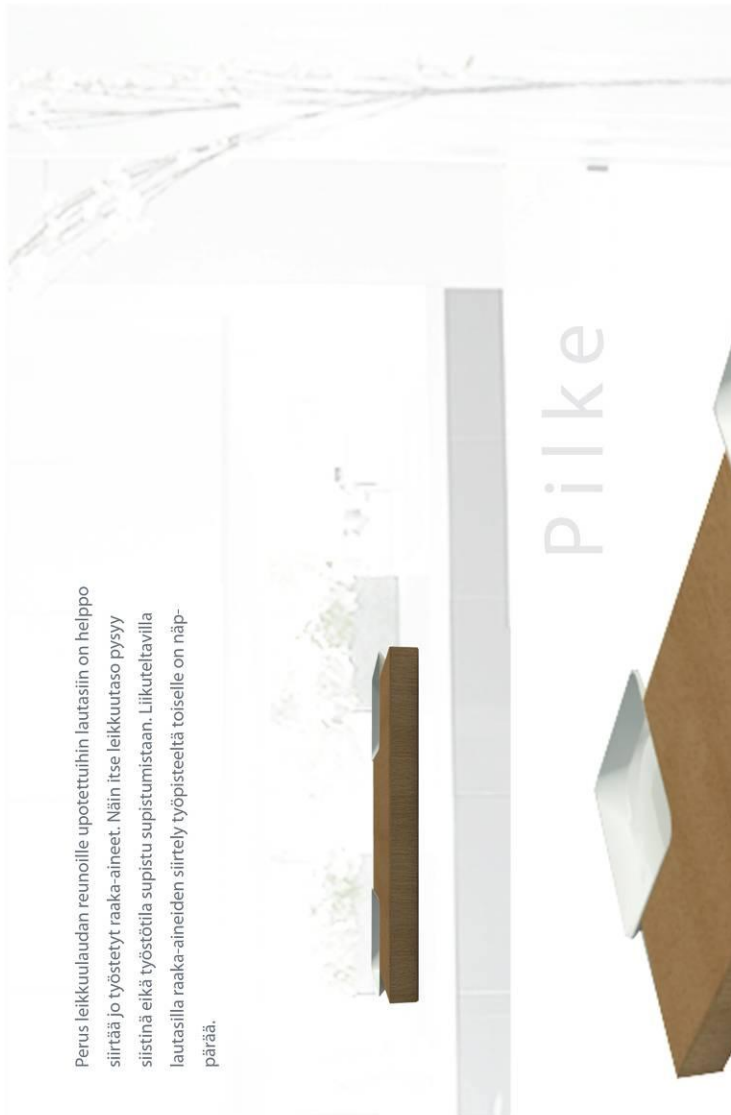 Perus leikkuulaudan reunoille upotettuihin lautasiin on helppo
siirtää jo työstetyt raaka-aineet. Näin itse leikkuutaso pysyy
siistinä eikä työstötila supistu supistumistaan. Liikuteltavilla
lautasilla raaka-aineiden siirtely työpisteeltä toiselle on näp-
pärää.
Pilke